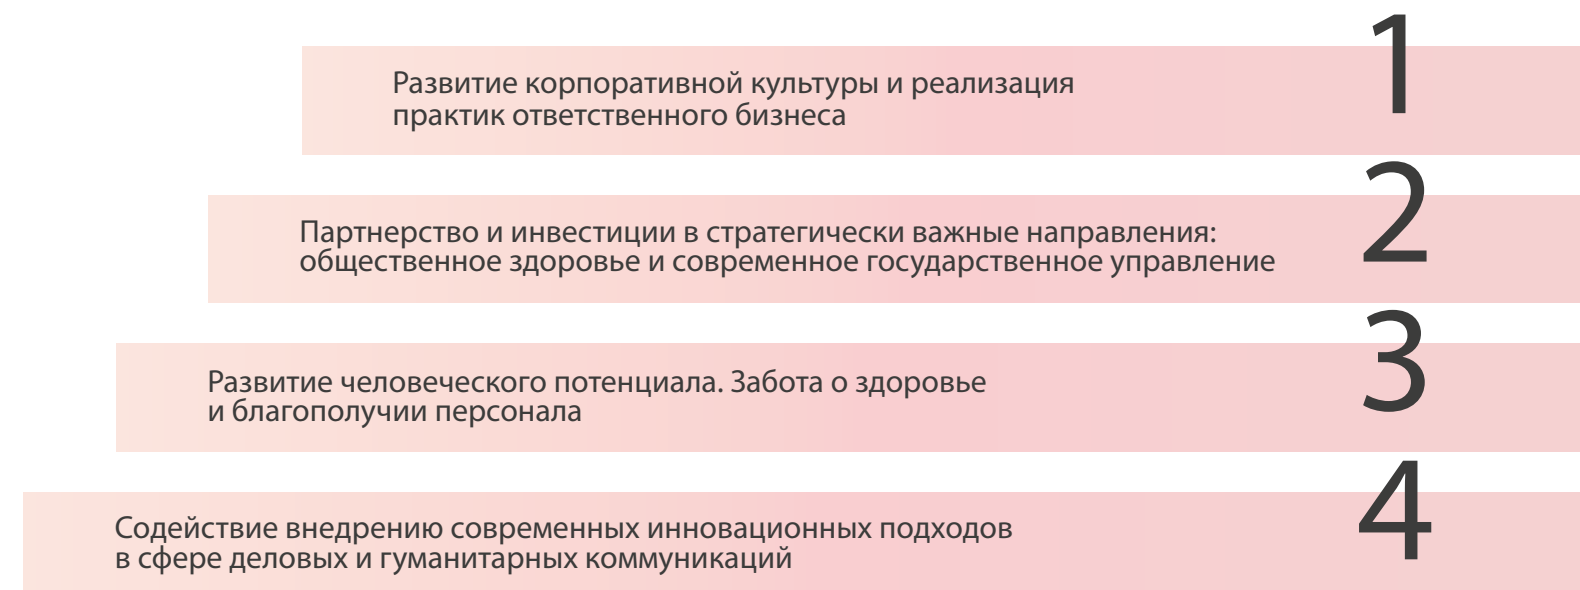 1
Развитие корпоративной культуры и реализация
практик ответственного бизнеса
2
Партнерство и инвестиции в стратегически важные направления:
общественное здоровье и современное государственное управление
3
Развитие человеческого потенциала. Забота о здоровье
и благополучии персонала
4
Содействие внедрению современных инновационных подходов
в сфере деловых и гуманитарных коммуникаций